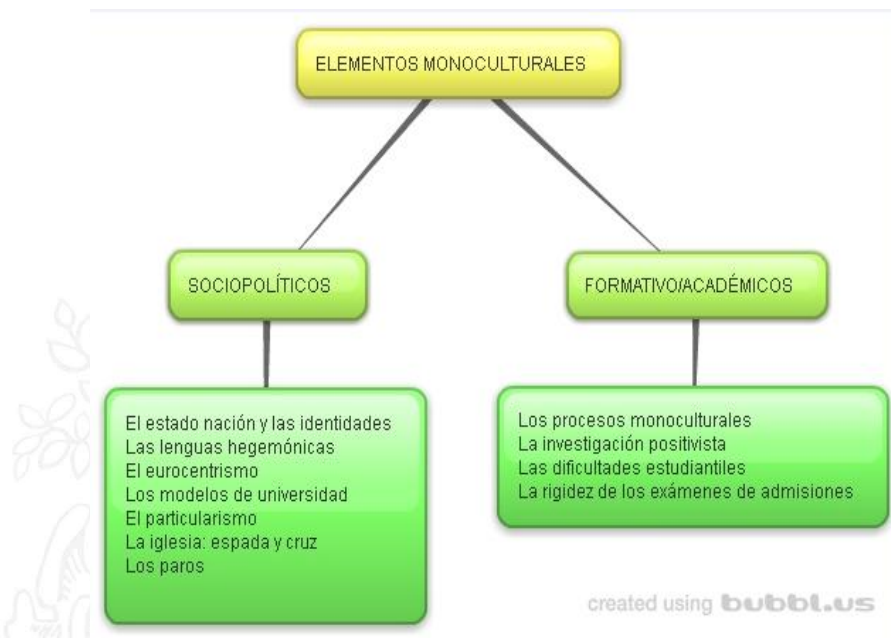 ELEMENTOS MONOCULTURALES
SOCIOPOLÍTICOS
FORMATIVO/ACADÉMICOS
El estado nación y las identidades
Las lenguas hegemónicas
El eurocentrismo
Los modelos de universidad
El particularismo
La iglesia: espada y cruz
Los paros
Los procesos monoculturales
La investigación positivista
Las dificultades estudiantiles
La rigidez de los exámenes de admisiones
created using bubbl.us